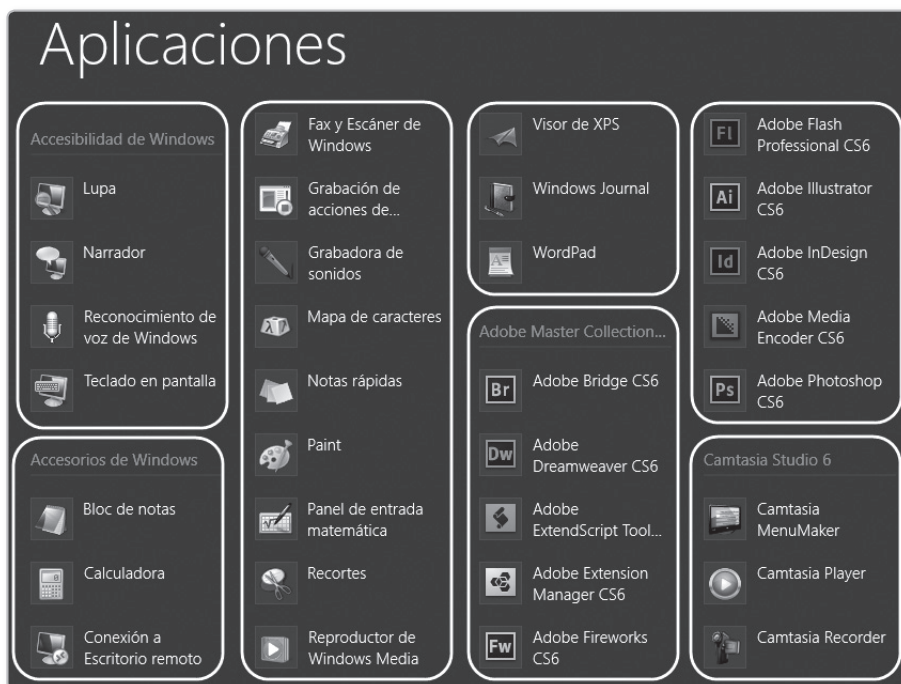 Aplicaciones
Accesibilidad de Windows
Lupa
Narrador
Reconocimiento de
voz de Windows
Teclado en pantalla
Accesorios de Windows
Bloc de notas
Calculadora
Conexión a
Escritorio remoto
Fax y Escáner de
Windows
Grabación de
acciones de...
Grabadora de
sonidos
Mapa de caracteres
Notas rápidas
Paint
Panel de entrada
matemática
Recortes
Reproductor de
Windows Media
Visor de XPS
Windows Journal
WordPad
Adobe Master Collection...
Br
Adobe Bridge CS6
Dw
Adobe
Dreamweaver CS6
Adobe
ExtendScript Tool...
Adobe Extension
Manager CS6
Fw
Adobe Fireworks
CS6
Fl
Adobe Flash
Professional CS6
Ai
Adobe Illustrator
CS6
Id
Adobe InDesign
CS6
Adobe Media
Encoder CS6
Ps
Adobe Photoshop
CS6
Camtasia Studio 6
Camtasia
MenuMaker
Camtasia Player
Camtasia Recorder